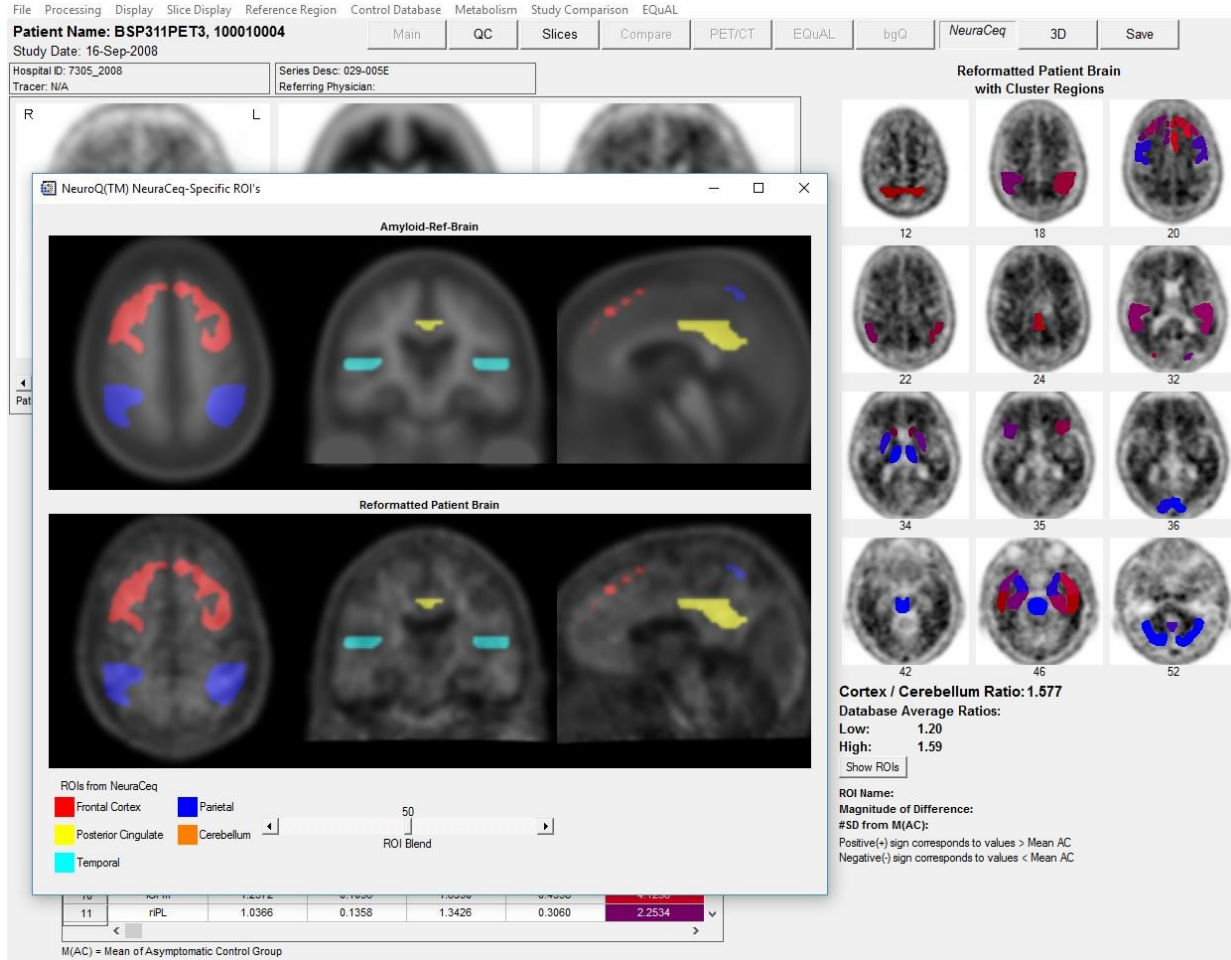 File Processing Display Slice Display Reference Region Control Database Metabolism Study Comparison EQuAL
Patient Name: BSP311PET3, 100010004
Main QC Slices Compare PET/CT EQuAL bgQ NeuraCeq 3D Save
Study Date: 16-Sep-2008
Hospital ID: 7305_2008 Series Desc: 029-005E
Tracer: N/A Referring Physician:
Reformatted Patient Brain
with Cluster Regions
R L
NeuroQ(TM) NeuraCeq-Specific ROI's
Amyloid-Ref-Brain
12 18 20
22 24 32
Pat
34 35 36
Reformatted Patient Brain
42 46 52
Cortex / Cerebellum Ratio: 1.577
Database Average Ratios:
Low: 1.20
High: 1.59
Show ROIs
ROIs from NeuraCeq
Frontal Cortex Parietal
Posterior Cingulate Cerebellum
Temporal
50
ROI Blend
ROI Name:
Magnitude of Difference:
#SD from M(AC):
Positive(+) sign corresponds to values > Mean AC
Negative(-) sign corresponds to values < Mean AC
11 riPL 1.0366 0.1358 1.3426 0.3060 2.2534
M(AC) = Mean of Asymptomatic Control Group